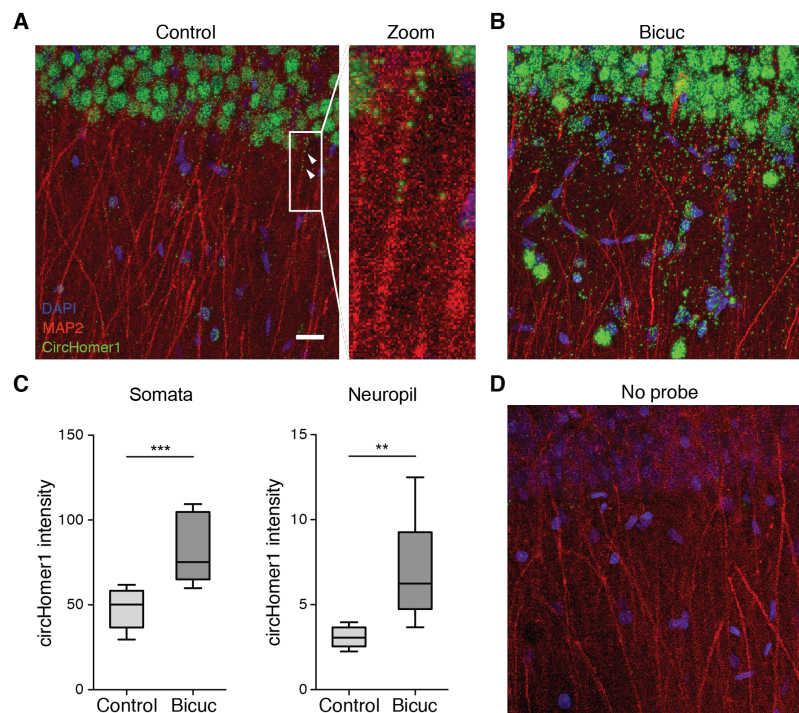 A
Control
Zoom
DAPI
MAP2
CircHomer1
B
Bicuc
C
Somata
circHomer1 intensity
150
100
50
0
***
Control
Bicuc
Neuropil
circHomer1 intensity
15
10
5
0
**
Control
Bicuc
D
No probe